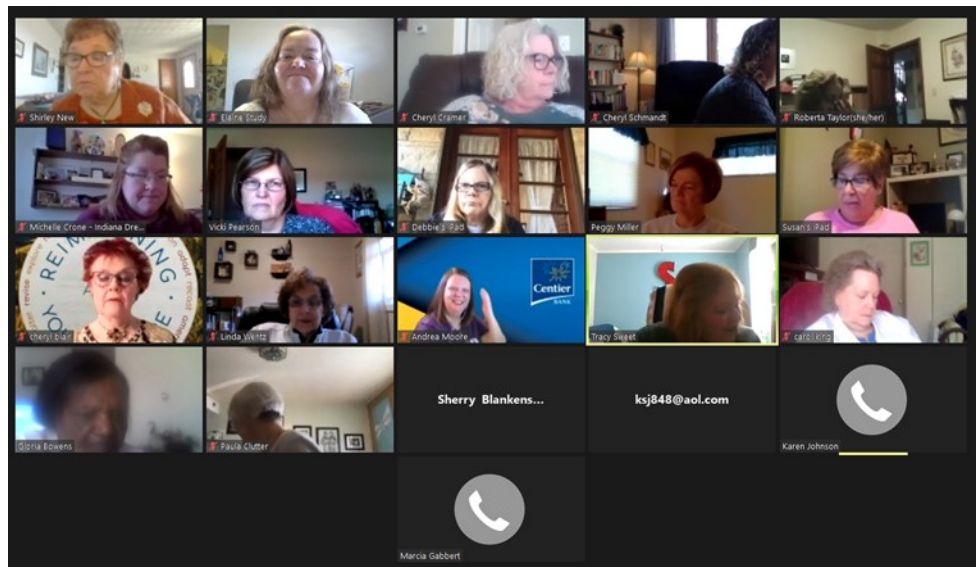 Shirley New
Elaine Study
Cheryl Cramer
Cheryl Schmandt
Roberta Taylor(she/her)
Michelle Crone - Indiana Dre...
Vicki Pearson
Debbie's iPad
Peggy Miller
Susan's iPad
REIMAGINING
cheryl blair
Linda Wertz
Centier
BANK
Andrea Moore
S
Tracy Sweet
carol king
Gloria Bowens
Paula Clutter
Sherry Blankens...
ksj848@aol.com
Karen Johnson
Marcia Gabbert